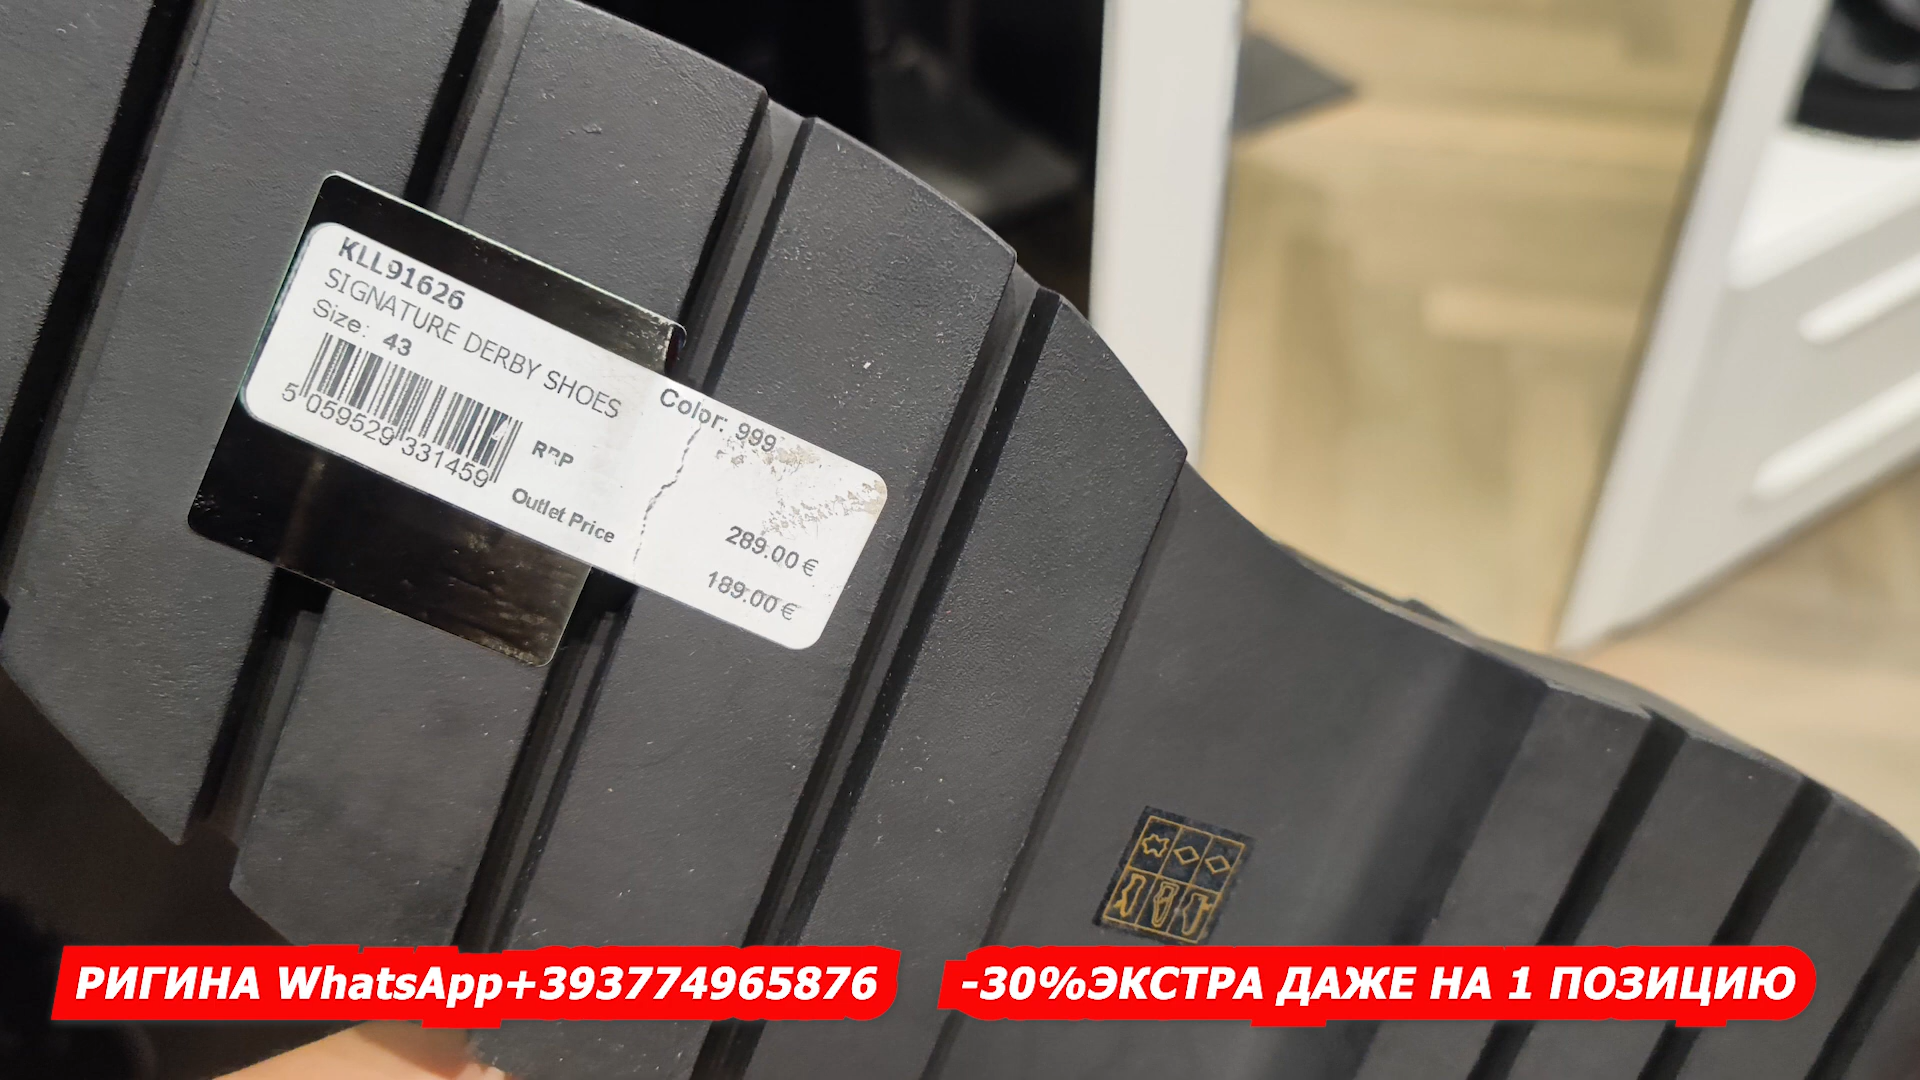 KLL91626
SIGNATURE DERBY SHOES
Size: 43
Color: 999
5 059529 331459
RRP
289.00 €
Outlet Price
189.00 €
РИГИНА WhatsApp+393774965876
-30%ЭКСТРА ДАЖЕ НА 1 ПОЗИЦИЮ